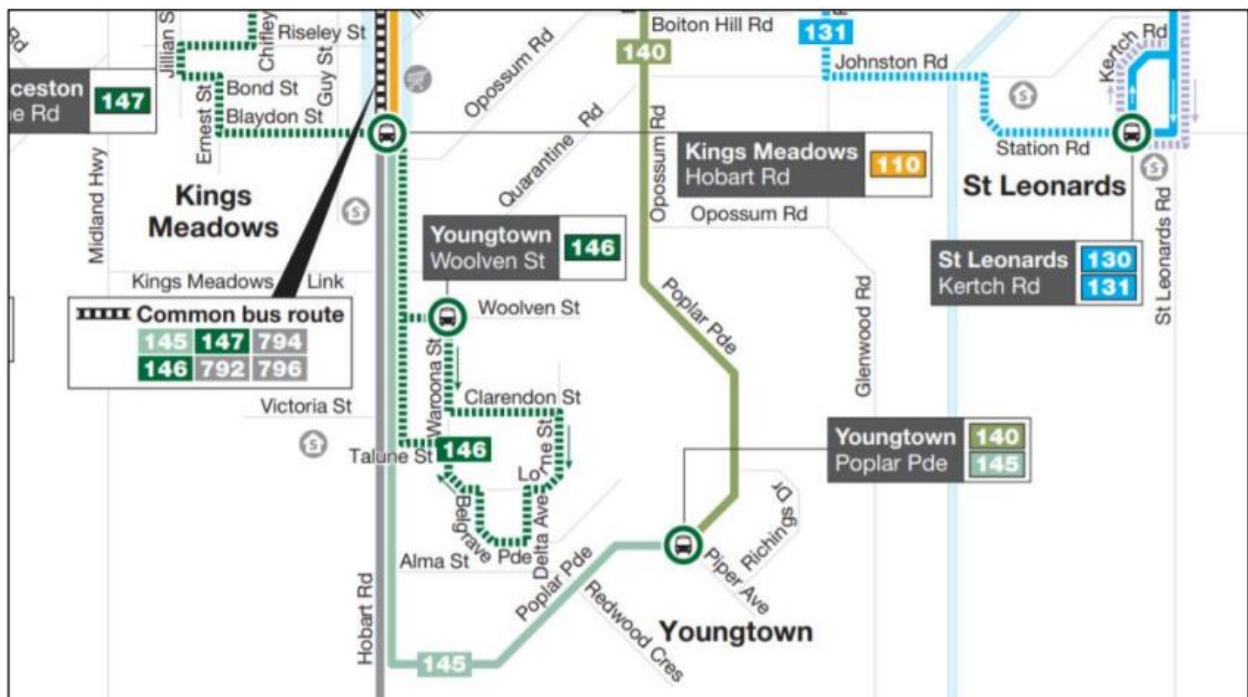 Rd
Jillian S
Chifley
Riseley St
Guy St
Opossum Rd
140
Boiton Hill Rd
131
Johnston Rd
Kertch Rd
ceston
e Rd
147
Bond St
Ernest St
Blaydon St
Quarantine Rd
Opossum Rd
Station Rd
Midland Hwy
Kings
Meadows
Kings Meadows
Hobart Rd
110
St Leonards
Opossum Rd
Youngtown
Woolven St
146
St Leonards
Kertch Rd
130
131
St Leonards Rd
Kings Meadows Link
Woolven St
Poplar Pde
Glenwood Rd
Common bus route
145 147 794
146 792 796
Waroona St
Clarendon St
Victoria St
Talune St
146
Lorne St
Youngtown
Poplar Pde
140
145
Belgrave Pde
Delta Ave
Richings Dr
Alma St
Poplar Pde
Piper Ave
Redwood Cres
Hobart Rd
Youngtown
145